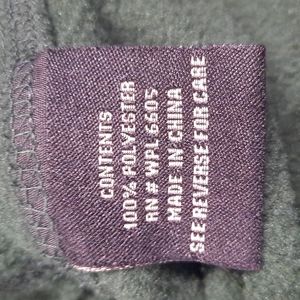 CONTENTS
100% POLYESTER
RN # WPL 6605
MADE IN CHINA
SEE REVERSE FOR CARE